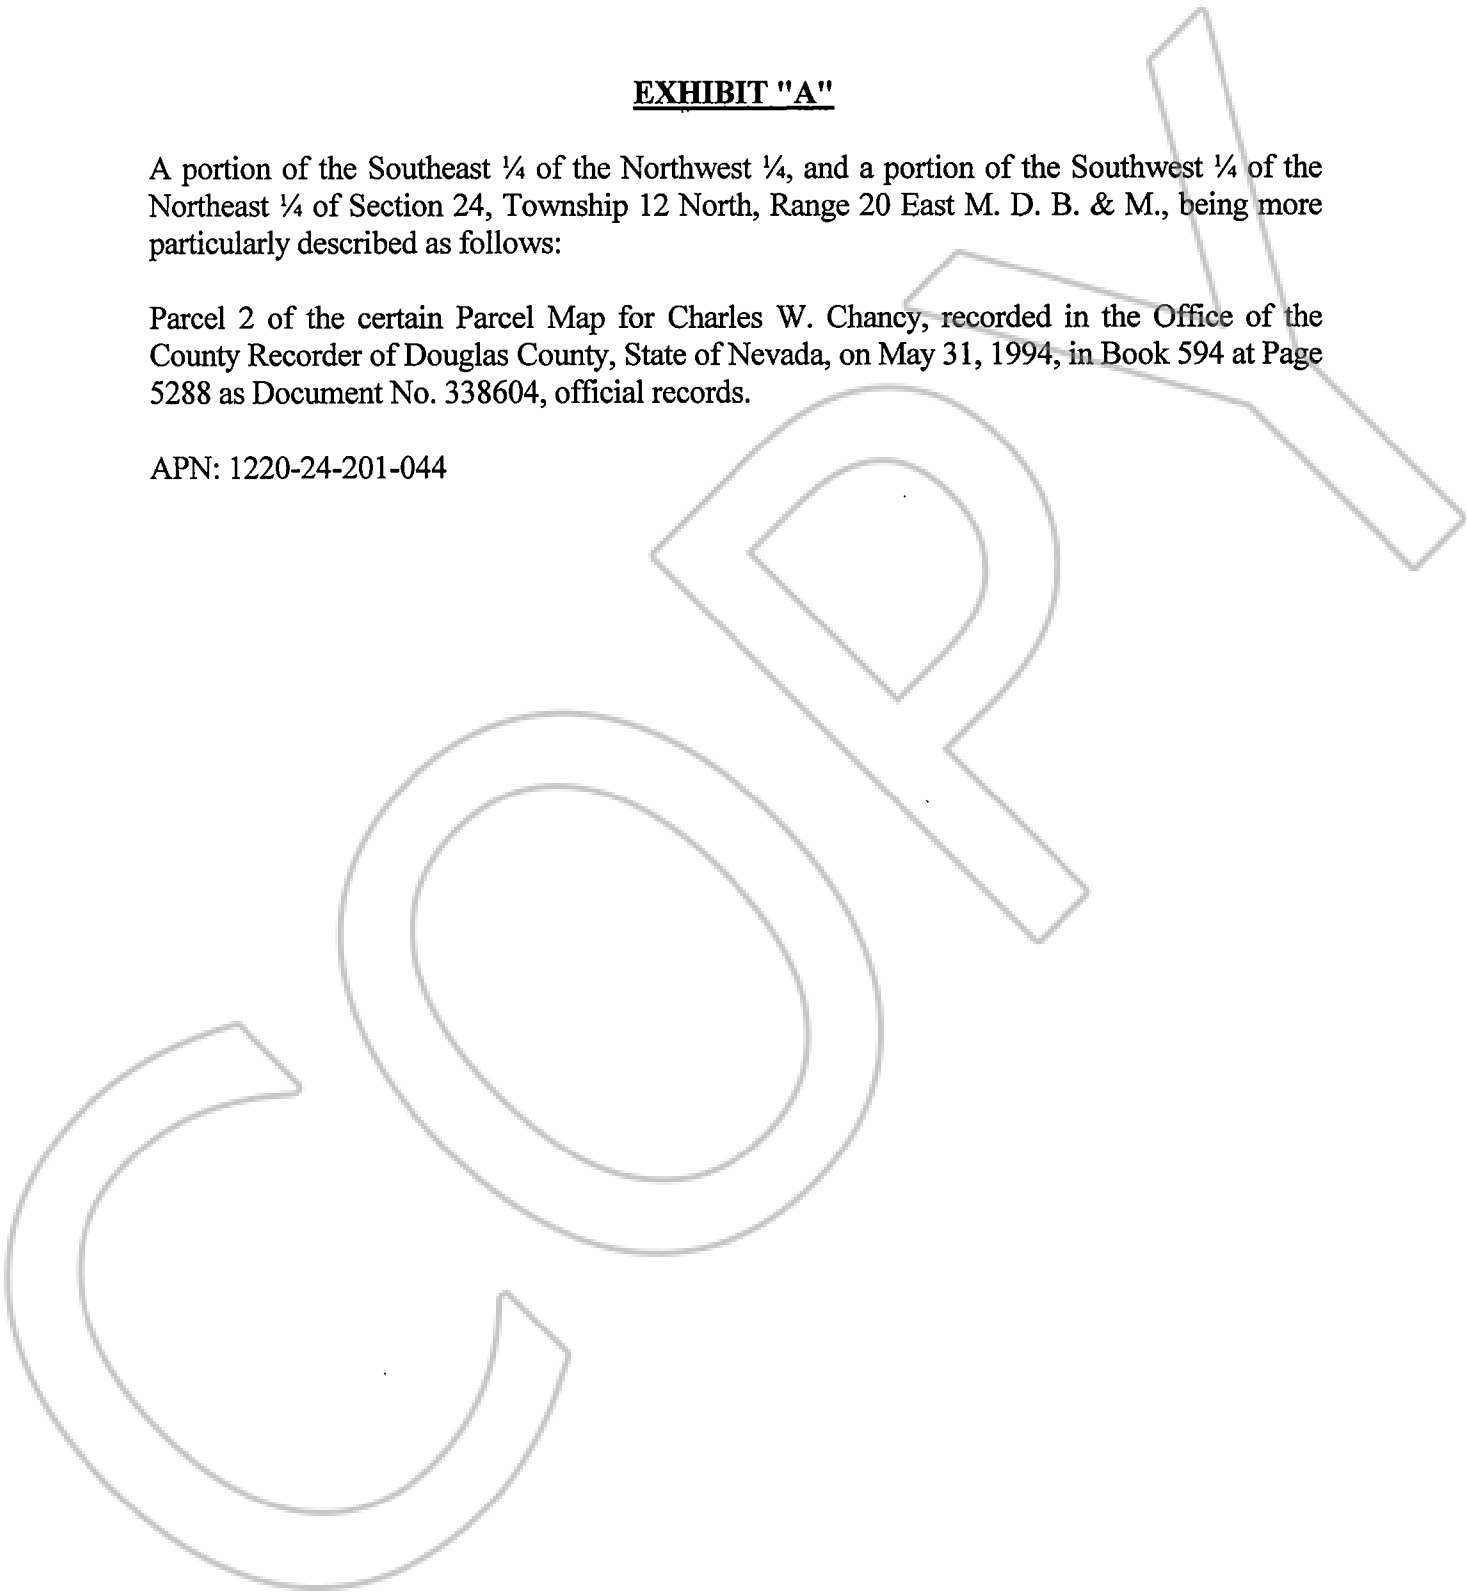 EXHIBIT "A"
A portion of the Southeast ¼ of the Northwest ¼, and a portion of the Southwest ¼ of the
Northeast ¼ of Section 24, Township 12 North, Range 20 East M. D. B. & M., being more
particularly described as follows:
Parcel 2 of the certain Parcel Map for Charles W. Chancy, recorded in the Office of the
County Recorder of Douglas County, State of Nevada, on May 31, 1994, in Book 594 at Page
5288 as Document No. 338604, official records.
APN: 1220-24-201-044
COPY